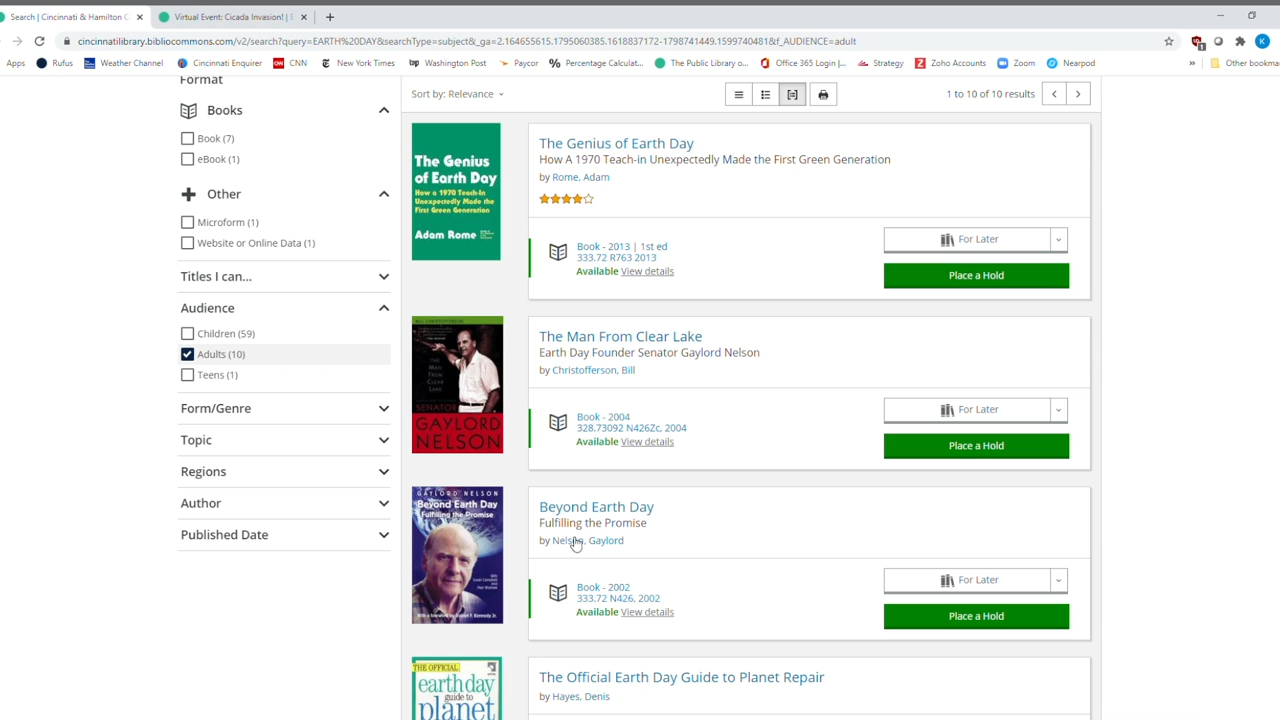 Search | Cincinnati & Hamilton C
Virtual Event: Cicada Invasion! | E
cincinnatilibrary.bibliocommons.com/v2/search?query=EARTH%20DAY&searchType=subject&_ga=2.164655615.1795060385.1618837172-1798741449.1599740481&f_AUDIENCE=adult
K
Apps
Rufus
Weather Channel
Cincinnati Enquirer
CNN
New York Times
Washington Post
Paycor
Percentage Calculat...
The Public Library o...
Office 365 Login |...
Strategy
Zoho Accounts
Zoom
Nearpod
»
Other bookma
Format
Books
Book (7)
eBook (1)
Other
Microform (1)
Website or Online Data (1)
Titles I can...
Audience
Children (59)
Adults (10)
Teens (1)
Form/Genre
Topic
Regions
Author
Published Date
Sort by: Relevance
1 to 10 of 10 results
The Genius
of Earth Day
How a 1970 Teach-In
Unexpectedly Made the
First Green Generation
Adam Rome
The Genius of Earth Day
How A 1970 Teach-in Unexpectedly Made the First Green Generation
by Rome, Adam
Book - 2013 | 1st ed
333.72 R763 2013
Available View details
For Later
Place a Hold
BILL CHRISTOFFERSON
THE MAN
FROM CLEAR
LAKE
SENATOR
GAYLORD
NELSON
The Man From Clear Lake
Earth Day Founder Senator Gaylord Nelson
by Christofferson, Bill
Book - 2004
328.73092 N426Zc, 2004
Available View details
For Later
Place a Hold
GAYLORD NELSON
Beyond Earth Day
Fulfilling the Promise
With a foreword by Robert F. Kennedy Jr.
Beyond Earth Day
Fulfilling the Promise
by Nelson, Gaylord
Book - 2002
333.72 N426, 2002
Available View details
For Later
Place a Hold
THE OFFICIAL
earth day
guide to
planet
The Official Earth Day Guide to Planet Repair
by Hayes, Denis